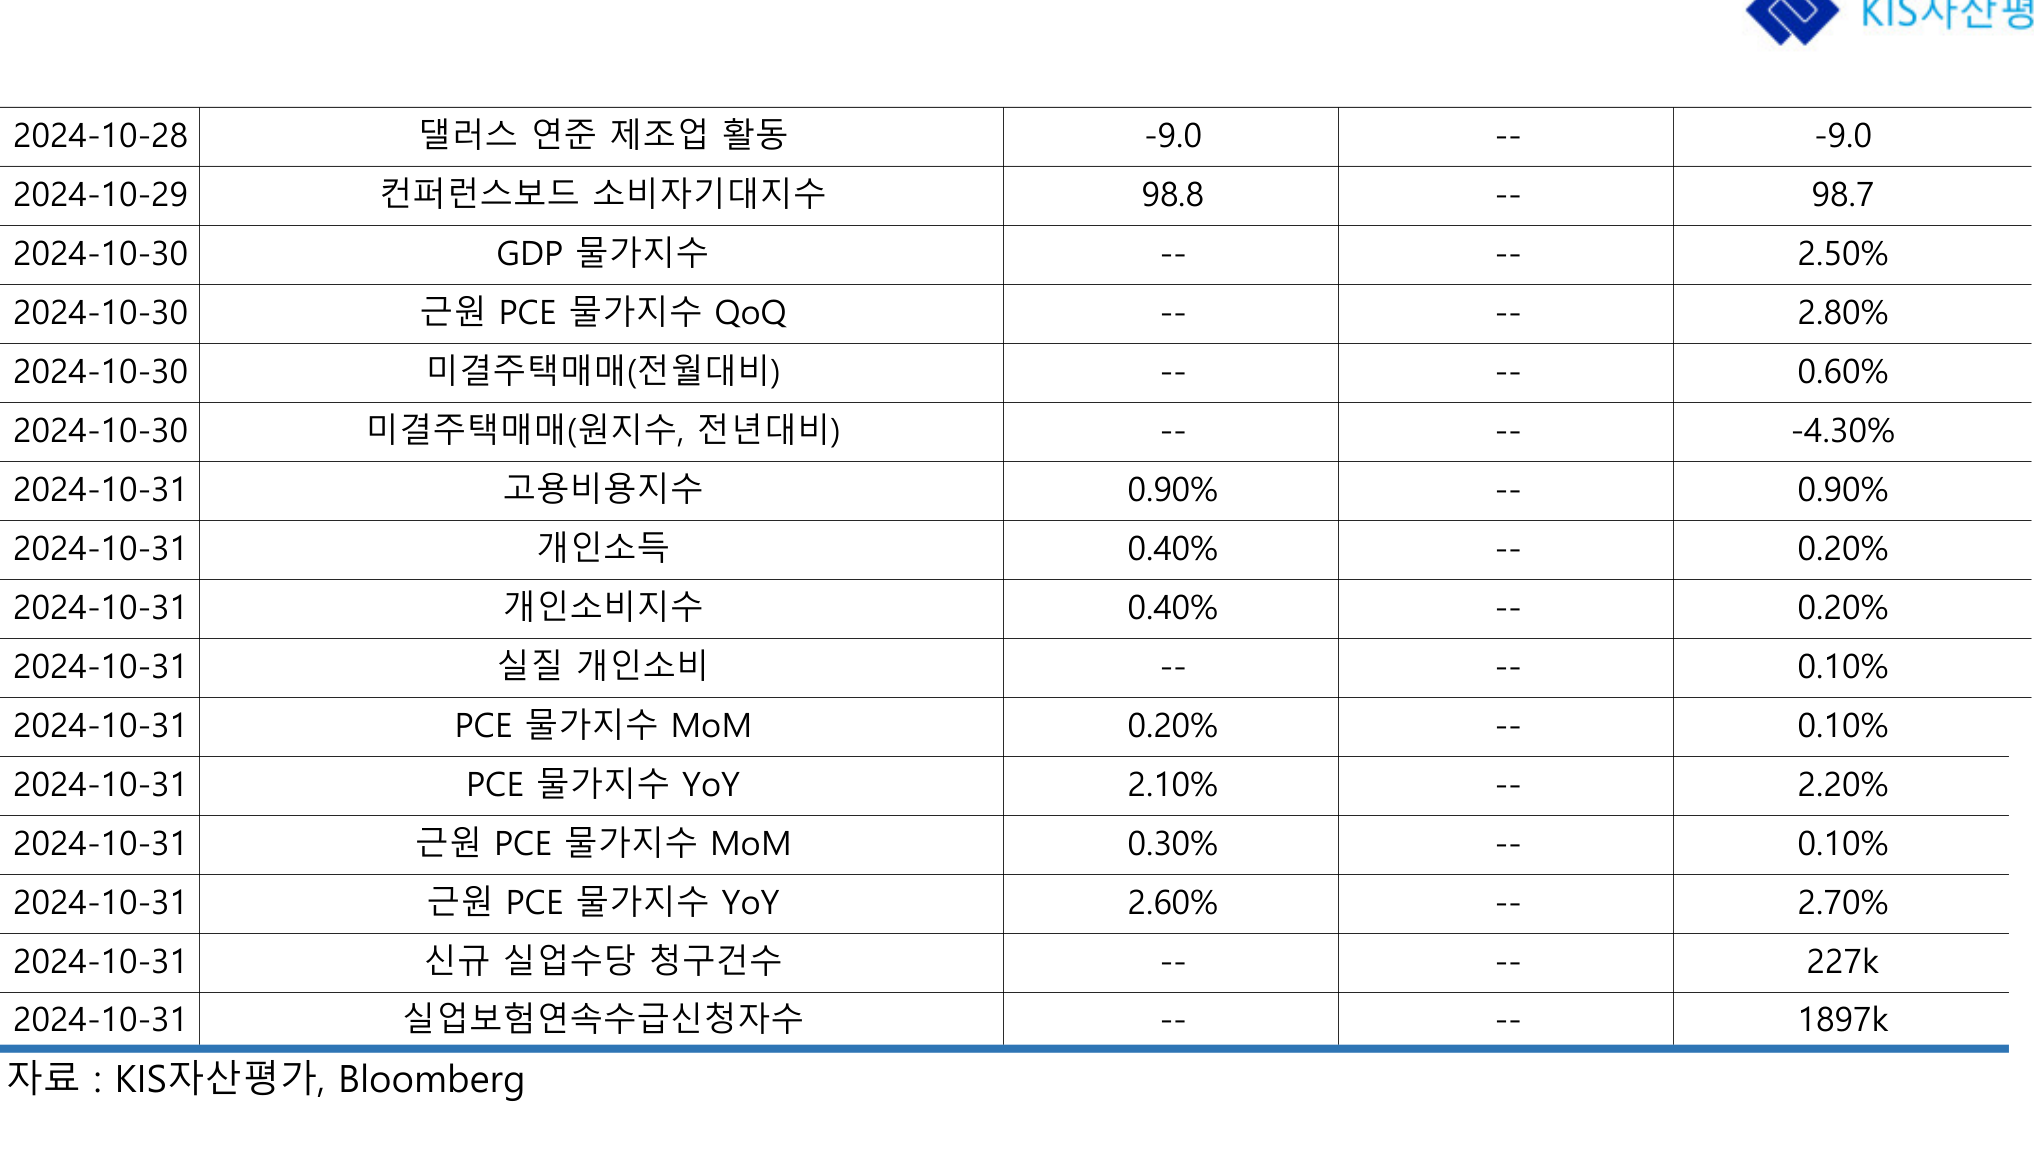 KIS자산평
2024-10-28 댈러스 연준 제조업 활동 -9.0 -- -9.0
2024-10-29 컨퍼런스보드 소비자기대지수 98.8 -- 98.7
2024-10-30 GDP 물가지수 -- -- 2.50%
2024-10-30 근원 PCE 물가지수 QoQ -- -- 2.80%
2024-10-30 미결주택매매(전월대비) -- -- 0.60%
2024-10-30 미결주택매매(원지수, 전년대비) -- -- -4.30%
2024-10-31 고용비용지수 0.90% -- 0.90%
2024-10-31 개인소득 0.40% -- 0.20%
2024-10-31 개인소비지수 0.40% -- 0.20%
2024-10-31 실질 개인소비 -- -- 0.10%
2024-10-31 PCE 물가지수 MoM 0.20% -- 0.10%
2024-10-31 PCE 물가지수 YoY 2.10% -- 2.20%
2024-10-31 근원 PCE 물가지수 MoM 0.30% -- 0.10%
2024-10-31 근원 PCE 물가지수 YoY 2.60% -- 2.70%
2024-10-31 신규 실업수당 청구건수 -- -- 227k
2024-10-31 실업보험연속수급신청자수 -- -- 1897k
자료 : KIS자산평가, Bloomberg